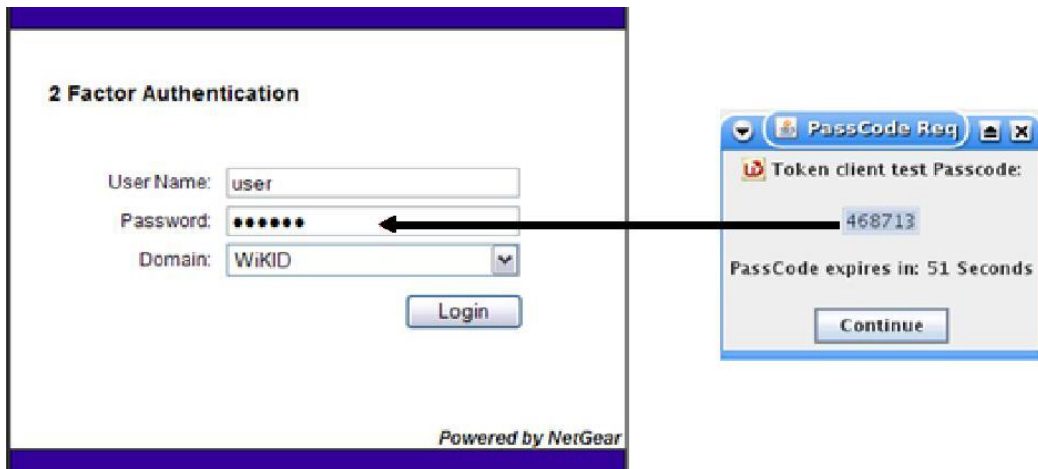 2 Factor Authentication
User Name: user
Password: ●●●●●●
Domain: WiKID
Login
Powered by NetGear
PassCode Req
Token client test Passcode:
468713
PassCode expires in: 51 Seconds
Continue